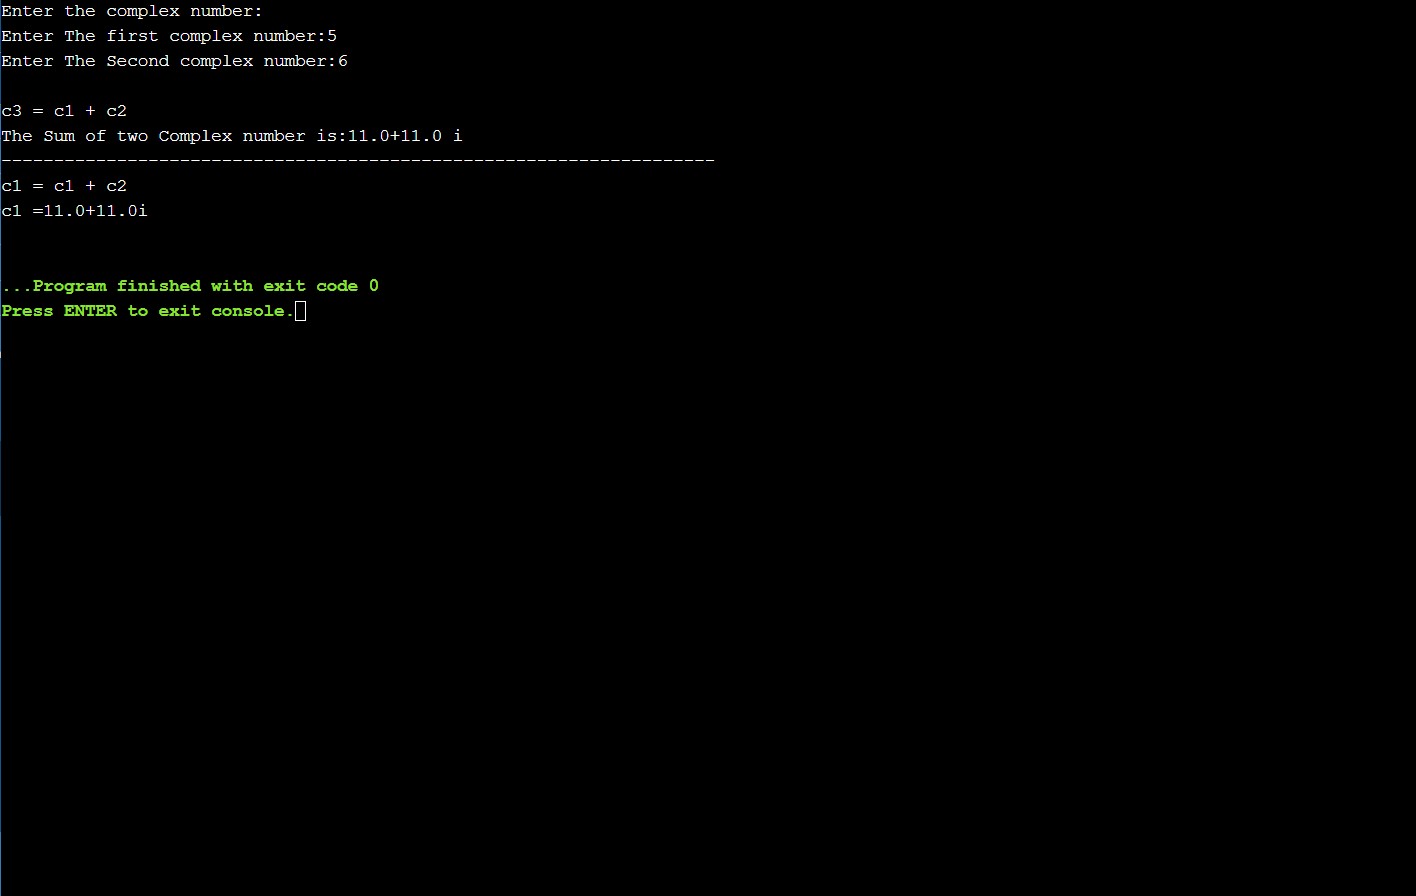 Enter the complex number:
Enter The first complex number:5
Enter The Second complex number:6
c3 = c1 + c2
The Sum of two Complex number is:11.0+11.0 i
--------------------------------------------------------------------
c1 = c1 + c2
c1 =11.0+11.0i
...Program finished with exit code 0
Press ENTER to exit console.